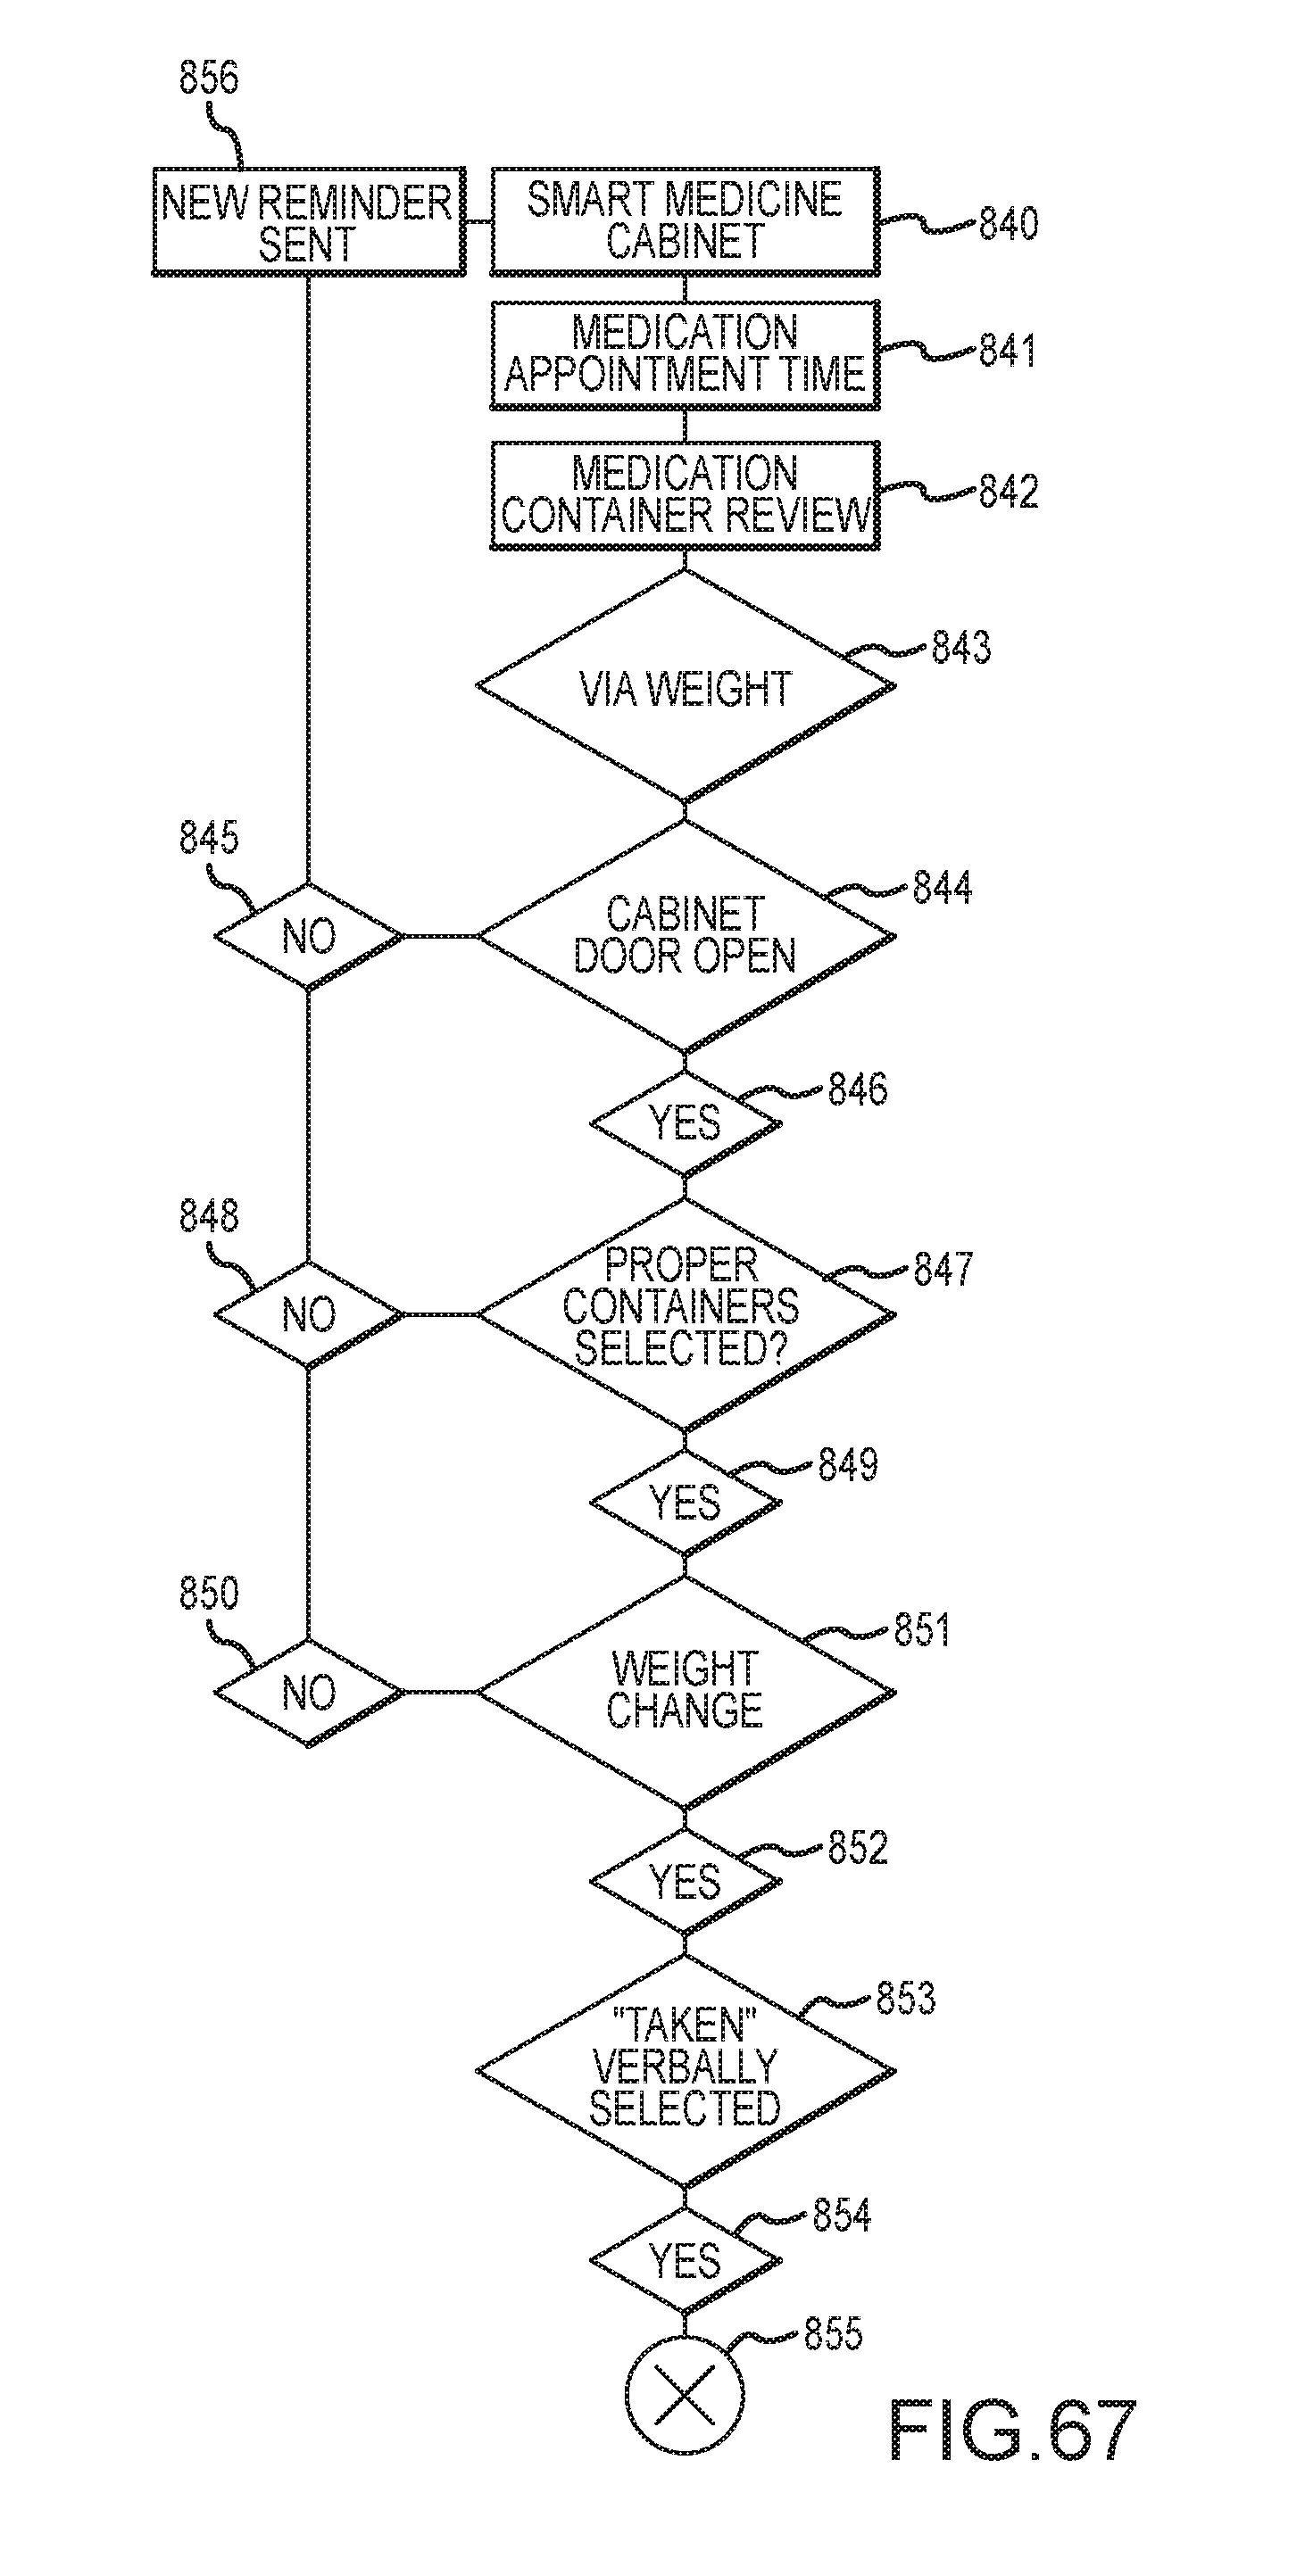 856
NEW REMINDER
SENT
SMART MEDICINE
CABINET
840
MEDICATION
APPOINTMENT TIME
841
MEDICATION
CONTAINER REVIEW
842
VIA WEIGHT
843
845
NO
CABINET
DOOR OPEN
844
YES
846
848
NO
PROPER
CONTAINERS
SELECTED?
847
YES
849
850
NO
WEIGHT
CHANGE
851
YES
852
"TAKEN"
VERBALLY
SELECTED
853
YES
854
855
FIG.67